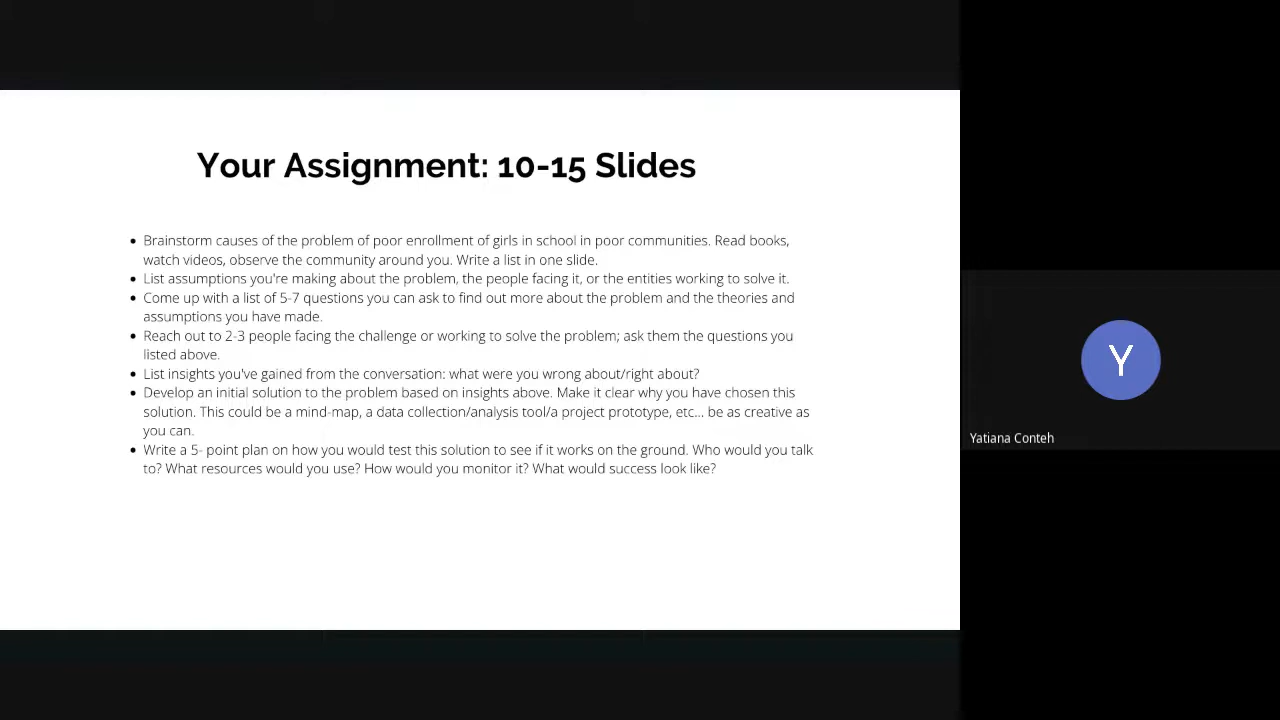 Your Assignment: 10-15 Slides
Brainstorm causes of the problem of poor enrollment of girls in school in poor communities. Read books,
watch videos, observe the community around you. Write a list in one slide.
List assumptions you're making about the problem, the people facing it, or the entities working to solve it.
Come up with a list of 5-7 questions you can ask to find out more about the problem and the theories and
assumptions you have made.
Reach out to 2-3 people facing the challenge or working to solve the problem; ask them the questions you
listed above.
List insights you've gained from the conversation: what were you wrong about/right about?
Develop an initial solution to the problem based on insights above. Make it clear why you have chosen this
solution. This could be a mind-map, a data collection/analysis tool/a project prototype, etc... be as creative as
you can.
Write a 5- point plan on how you would test this solution to see if it works on the ground. Who would you talk
to? What resources would you use? How would you monitor it? What would success look like?
Y
Yatiana Conteh